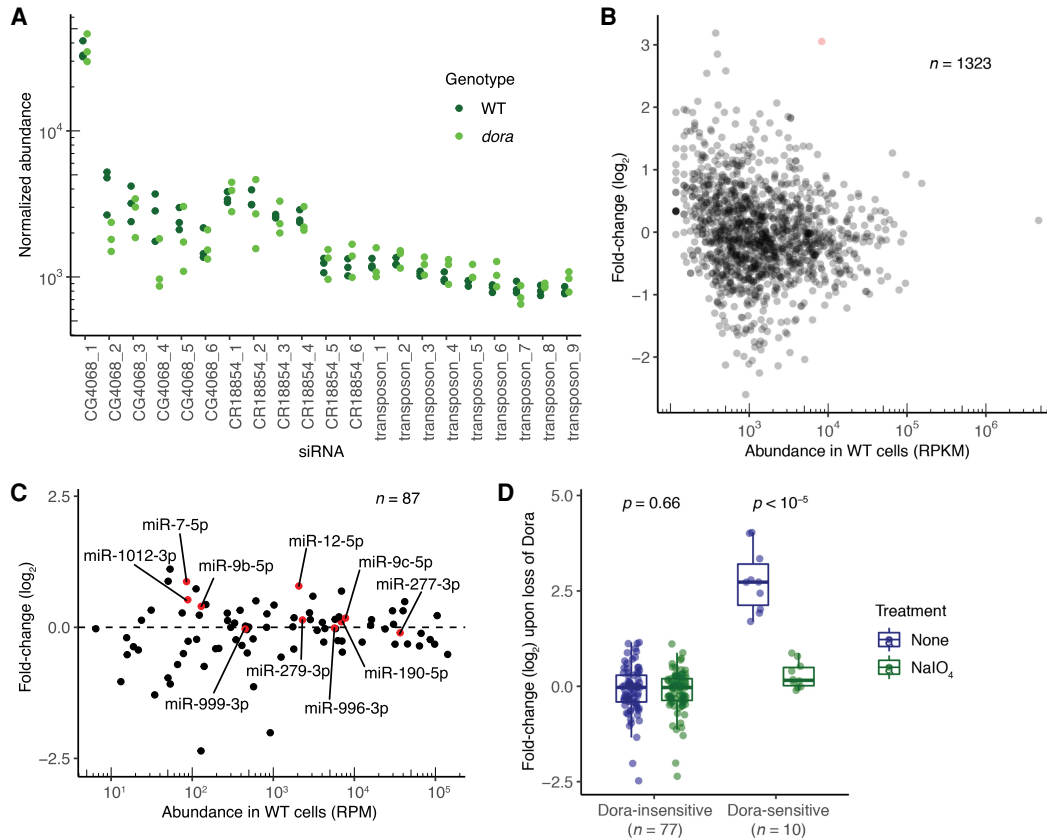 A
Normalized abundance
10⁴
10³
Genotype
WT
dora
CG4068_1
CG4068_2
CG4068_3
CG4068_4
CG4068_5
CG4068_6
CR18854_1
CR18854_2
CR18854_3
CR18854_4
CR18854_5
CR18854_6
transposon_1
transposon_2
transposon_3
transposon_4
transposon_5
transposon_6
transposon_7
transposon_8
transposon_9
siRNA
B
Fold-change (log₂)
3
2
1
0
−1
−2
n = 1323
10³
10⁴
10⁵
10⁶
Abundance in WT cells (RPKM)
C
Fold-change (log₂)
2.5
0.0
−2.5
n = 87
miR-7-5p
miR-1012-3p
miR-9b-5p
miR-12-5p
miR-9c-5p
miR-277-3p
miR-279-3p
miR-190-5p
miR-999-3p
miR-996-3p
10¹
10²
10³
10⁴
10⁵
Abundance in WT cells (RPM)
D
Fold-change (log₂) upon loss of Dora
5.0
2.5
0.0
−2.5
p = 0.66
p < 10⁻⁵
Dora-insensitive
(n = 77)
Dora-sensitive
(n = 10)
Treatment
a None
a NaIO₄